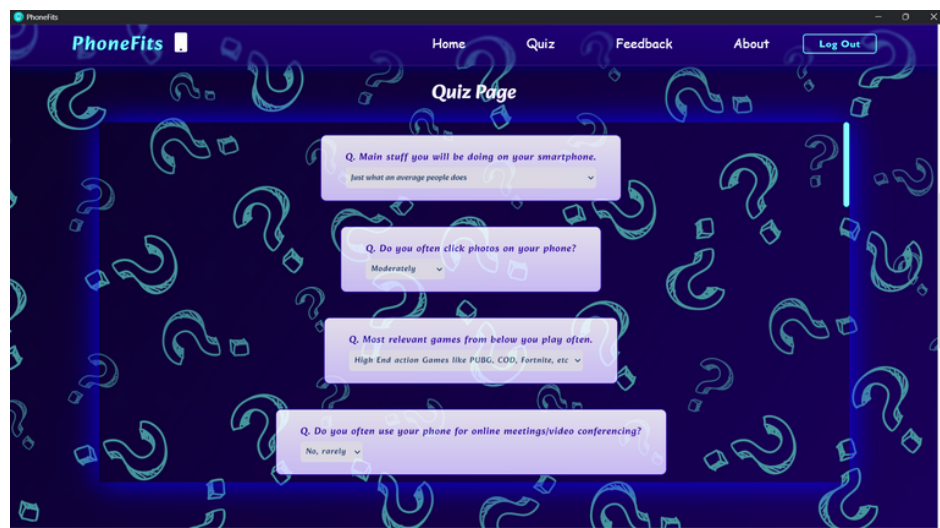 PhoneFits
PhoneFits
Home
Quiz
Feedback
About
Log Out
Quiz Page
Q. Main stuff you will be doing on your smartphone.
Just what an average people does
Q. Do you often click photos on your phone?
Moderately
Q. Most relevant games from below you play often.
High End action Games like PUBG, COD, Fortnite, etc
Q. Do you often use your phone for online meetings/video conferencing?
No, rarely